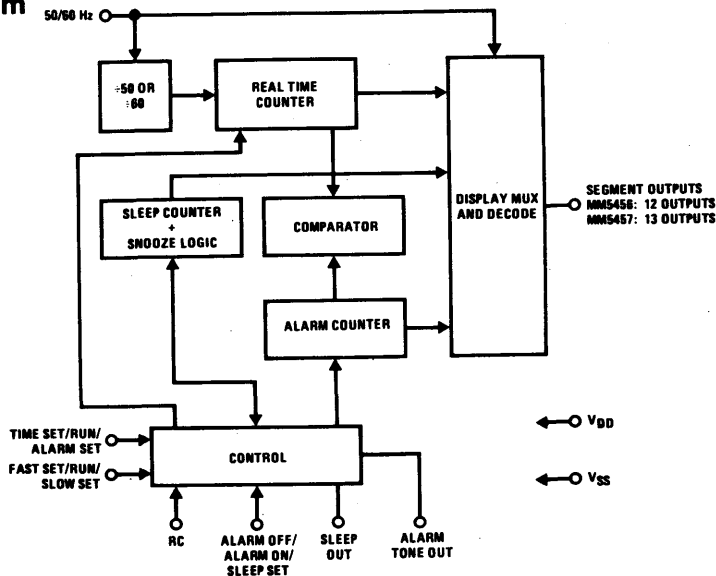 m
50/60 Hz
÷50 OR
÷60
REAL TIME
COUNTER
SLEEP COUNTER
+
SNOOZE LOGIC
COMPARATOR
DISPLAY MUX
AND DECODE
SEGMENT OUTPUTS
MM5456: 12 OUTPUTS
MM5457: 13 OUTPUTS
ALARM COUNTER
TIME SET/RUN/
ALARM SET
FAST SET/RUN/
SLOW SET
CONTROL
VDD
VSS
RC
ALARM OFF/
ALARM ON/
SLEEP SET
SLEEP
OUT
ALARM
TONE OUT